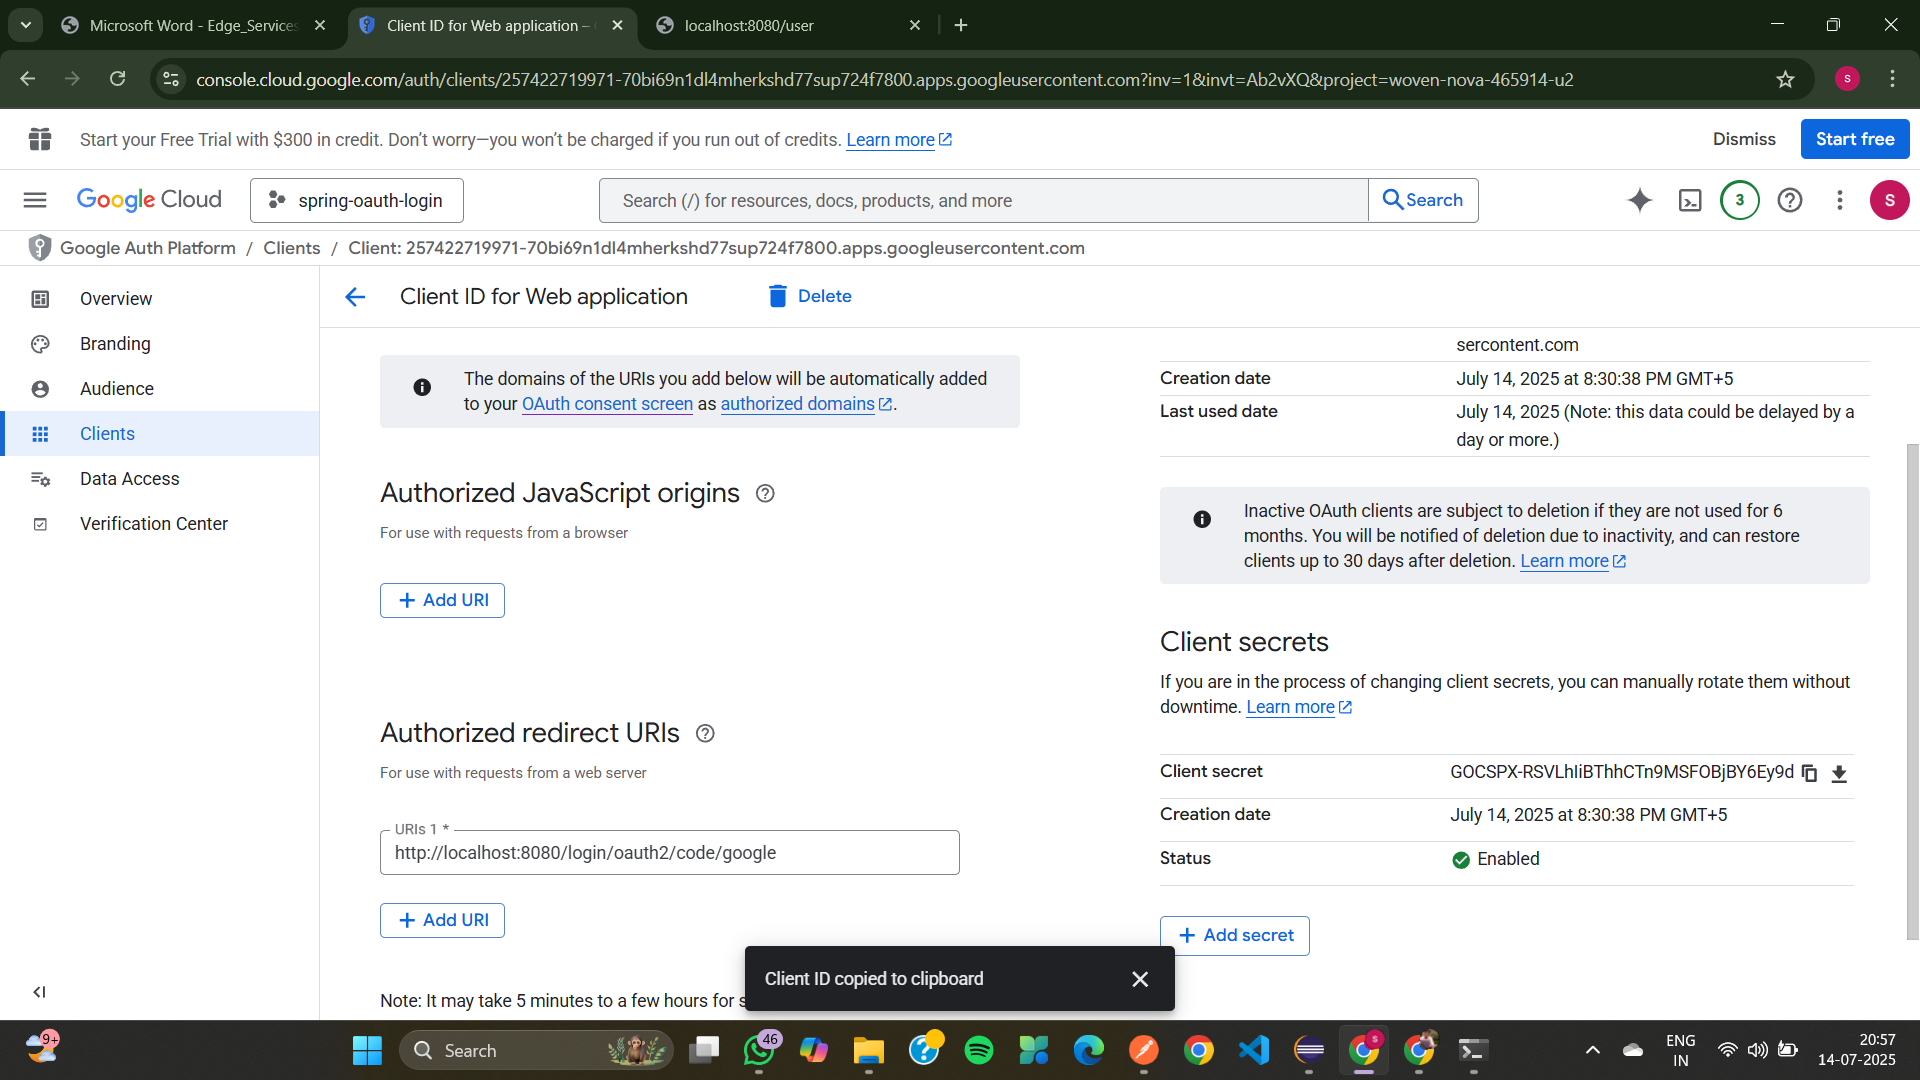 Microsoft Word - Edge_Services
Client ID for Web application –
localhost:8080/user
console.cloud.google.com/auth/clients/257422719971-70bi69n1dl4mherkshd77sup724f7800.apps.googleusercontent.com?inv=1&invt=Ab2vXQ&project=woven-nova-465914-u2
S
Start your Free Trial with $300 in credit. Don't worry—you won't be charged if you run out of credits. Learn more
Dismiss
Start free
Google Cloud
spring-oauth-login
Search (/) for resources, docs, products, and more
Search
3
S
Google Auth Platform / Clients / Client: 257422719971-70bi69n1dl4mherkshd77sup724f7800.apps.googleusercontent.com
Overview
Branding
Audience
Clients
Data Access
Verification Center
Client ID for Web application
Delete
The domains of the URIs you add below will be automatically added
to your OAuth consent screen as authorized domains.
Authorized JavaScript origins
For use with requests from a browser
+ Add URI
Authorized redirect URIs
For use with requests from a web server
URIs 1 *
http://localhost:8080/login/oauth2/code/google
+ Add URI
Note: It may take 5 minutes to a few hours for s
sercontent.com
Creation date July 14, 2025 at 8:30:38 PM GMT+5
Last used date July 14, 2025 (Note: this data could be delayed by a
day or more.)
Inactive OAuth clients are subject to deletion if they are not used for 6
months. You will be notified of deletion due to inactivity, and can restore
clients up to 30 days after deletion. Learn more
Client secrets
If you are in the process of changing client secrets, you can manually rotate them without
downtime. Learn more
Client secret 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
Creation date July 14, 2025 at 8:30:38 PM GMT+5
Status Enabled
+ Add secret
Client ID copied to clipboard
9+
Search
46
ENG
IN
20:57
14-07-2025